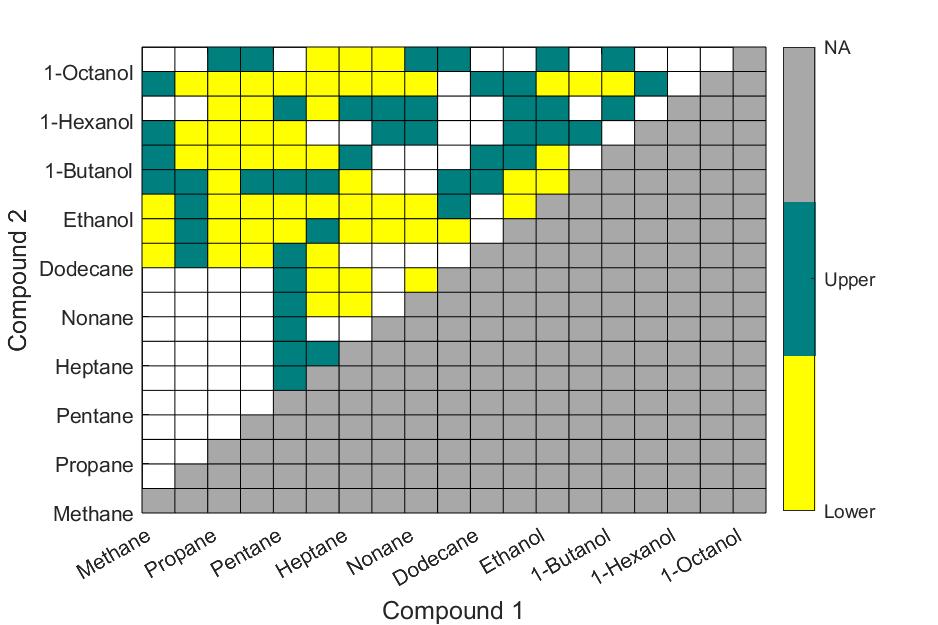 NA
1-Octanol
1-Hexanol
1-Butanol
Ethanol
Dodecane
Nonane
Heptane
Pentane
Propane
Methane
Compound 2
Upper
Lower
Methane
Propane
Pentane
Heptane
Nonane
Dodecane
Ethanol
1-Butanol
1-Hexanol
1-Octanol
Compound 1